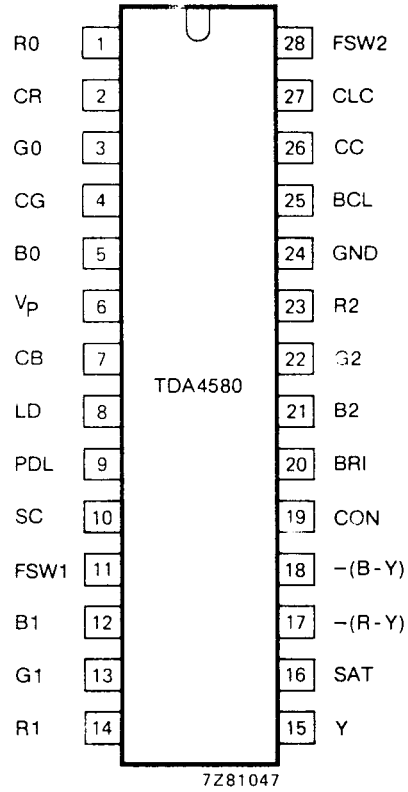 R0 1 28 FSW2
CR 2 27 CLC
G0 3 26 CC
CG 4 25 BCL
B0 5 24 GND
VP 6 23 R2
CB 7 22 G2
TDA4580
LD 8 21 B2
PDL 9 20 BRI
SC 10 19 CON
FSW1 11 18 −(B-Y)
B1 12 17 −(R-Y)
G1 13 16 SAT
R1 14 15 Y
7Z81047